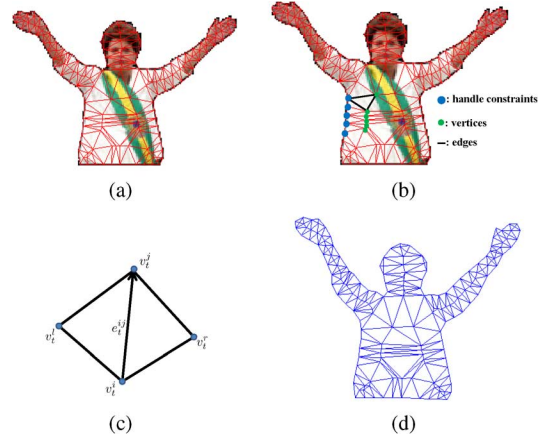 : handle constraints
: vertices
: edges
(a)
(b)
v_t^j
e_t^{ij}
v_t^l
v_t^r
v_t^i
(c)
(d)